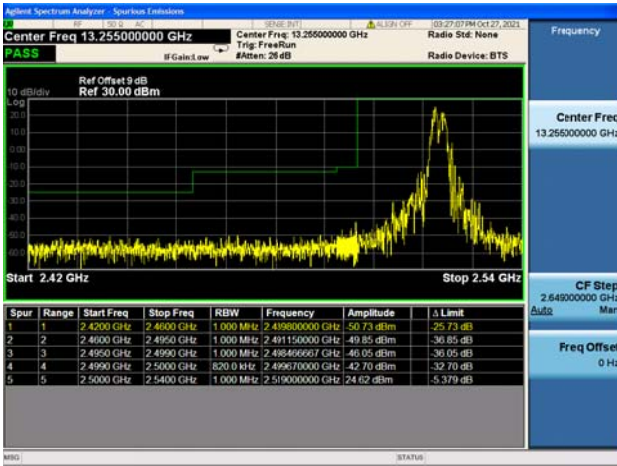 Agilent Spectrum Analyzer - Spurious Emissions
RF 50 Ω AC SENSE:INT ALIGN OFF 03:27:07 PM Oct 27, 2021
Center Freq 13.255000000 GHz
Center Freq: 13.255000000 GHz
Radio Std: None
Trig: FreeRun
PASS
IFGain:Low
#Atten: 26 dB
Radio Device: BTS
Frequency
Ref Offset 9 dB
10 dB/div Ref 30.00 dBm
Log
20.0
10.0
0.00
-10.0
-20.0
-30.0
-40.0
-50.0
-60.0
Start 2.42 GHz
Stop 2.54 GHz
Center Freq
13.255000000 GHz
CF Step
2.649000000 GHz
Auto Man
Freq Offset
0 Hz
Spur Range Start Freq Stop Freq RBW Frequency Amplitude Δ Limit
1 1 2.4200 GHz 2.4600 GHz 1.000 MHz 2.439800000 GHz -50.73 dBm -25.73 dB
2 2 2.4600 GHz 2.4950 GHz 1.000 MHz 2.491150000 GHz -49.85 dBm -36.85 dB
3 3 2.4950 GHz 2.4990 GHz 1.000 MHz 2.498466667 GHz -46.05 dBm -36.05 dB
4 4 2.4990 GHz 2.5000 GHz 820.0 kHz 2.499670000 GHz -42.70 dBm -32.70 dB
5 5 2.5000 GHz 2.5400 GHz 1.000 MHz 2.519000000 GHz 24.62 dBm -5.379 dB
MSG
STATUS